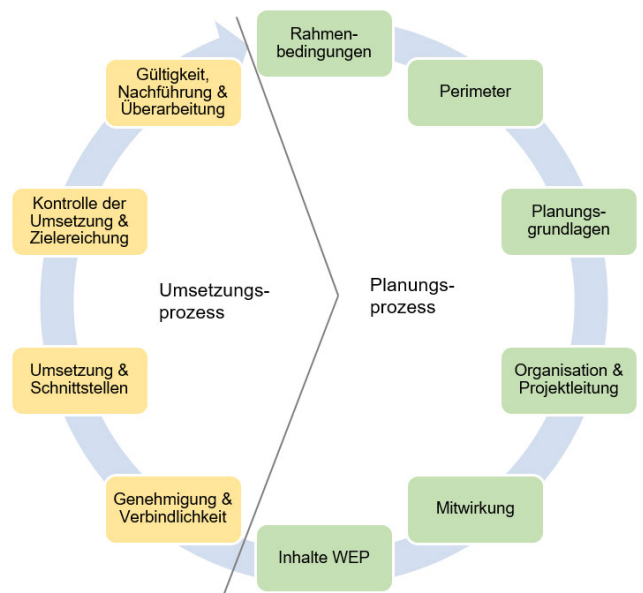 Rahmen-
bedingungen
Perimeter
Planungs-
grundlagen
Organisation &
Projektleitung
Mitwirkung
Inhalte WEP
Genehmigung &
Verbindlichkeit
Umsetzung &
Schnittstellen
Kontrolle der
Umsetzung &
Zielereichung
Gültigkeit,
Nachführung &
Überarbeitung
Umsetzungs-
prozess
Planungs-
prozess